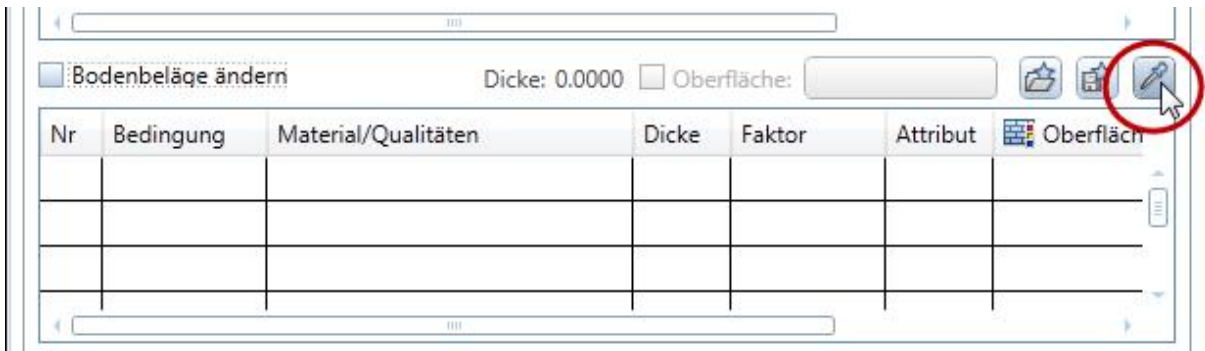 Bodenbeläge ändern Dicke: 0.0000 Oberfläche:
Nr Bedingung Material/Qualitäten Dicke Faktor Attribut Oberfläch